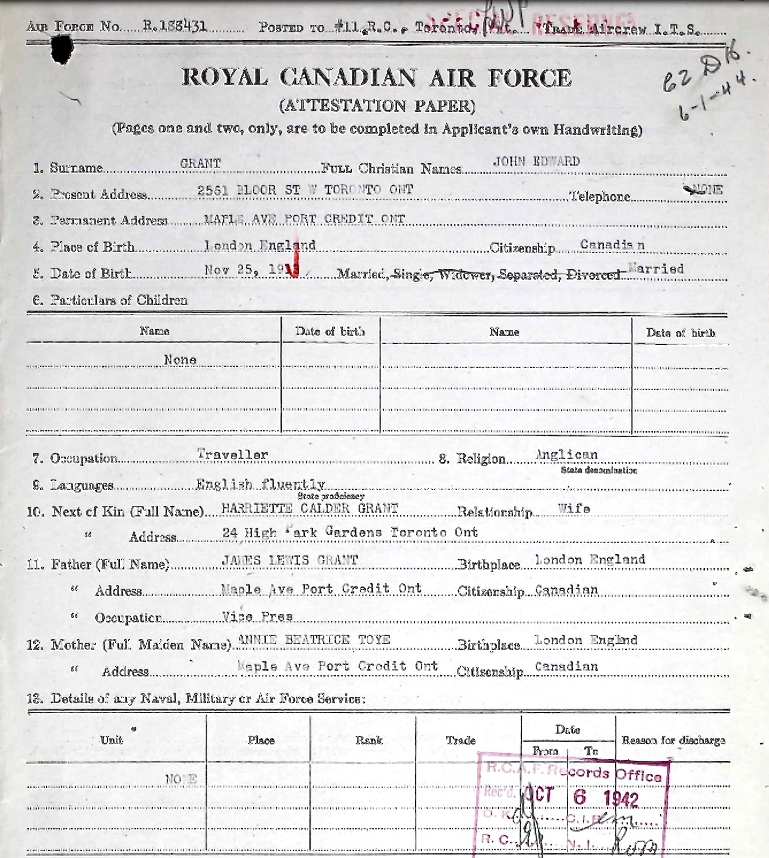 AIR FORCE No. R.188431 POSTED TO #11,R.C., Toronto, Ont. TRADE Aircrew I.T.S.
62 DK.
6-1-44.
ROYAL CANADIAN AIR FORCE
(ATTESTATION PAPER)
(Pages one and two, only, are to be completed in Applicant's own Handwriting)
1. Surname GRANT FULL Christian Names JOHN EDWARD
2. Present Address 2551 BLOOR ST W TORONTO ONT Telephone NONE
3. Permanent Address MAPLE AVE PORT CREDIT ONT
4. Place of Birth London England Citizenship Canadian
5. Date of Birth Nov 25, 191 Married, Single, Widower, Separated, Divorced Married
6. Particulars of Children
Name Date of birth Name Date of birth
None
7. Occupation Traveller 8. Religion Anglican
State denomination
9. Languages English fluently
State proficiency
10. Next of Kin (Full Name) HARRIETTE CALDER GRANT Relationship Wife
" Address 24 High Park Gardens Toronto Ont
11. Father (Full Name) JAMES LEWIS GRANT Birthplace London England
" Address Maple Ave Port Credit Ont Citizenship Canadian
" Occupation Vice Pres
12. Mother (Full Maiden Name) ANNIE BEATRICE TOYE Birthplace London Englnd
" Address Maple Ave Port Credit Ont Citizenship Canadian
13. Details of any Naval, Military or Air Force Service:
Unit Place Rank Trade Date Reason for discharge
From To
NONE
R.C.A.F. Records Office
Rec'd. OCT 6 1942
O.K. C.I.R.
R.C. N.I.